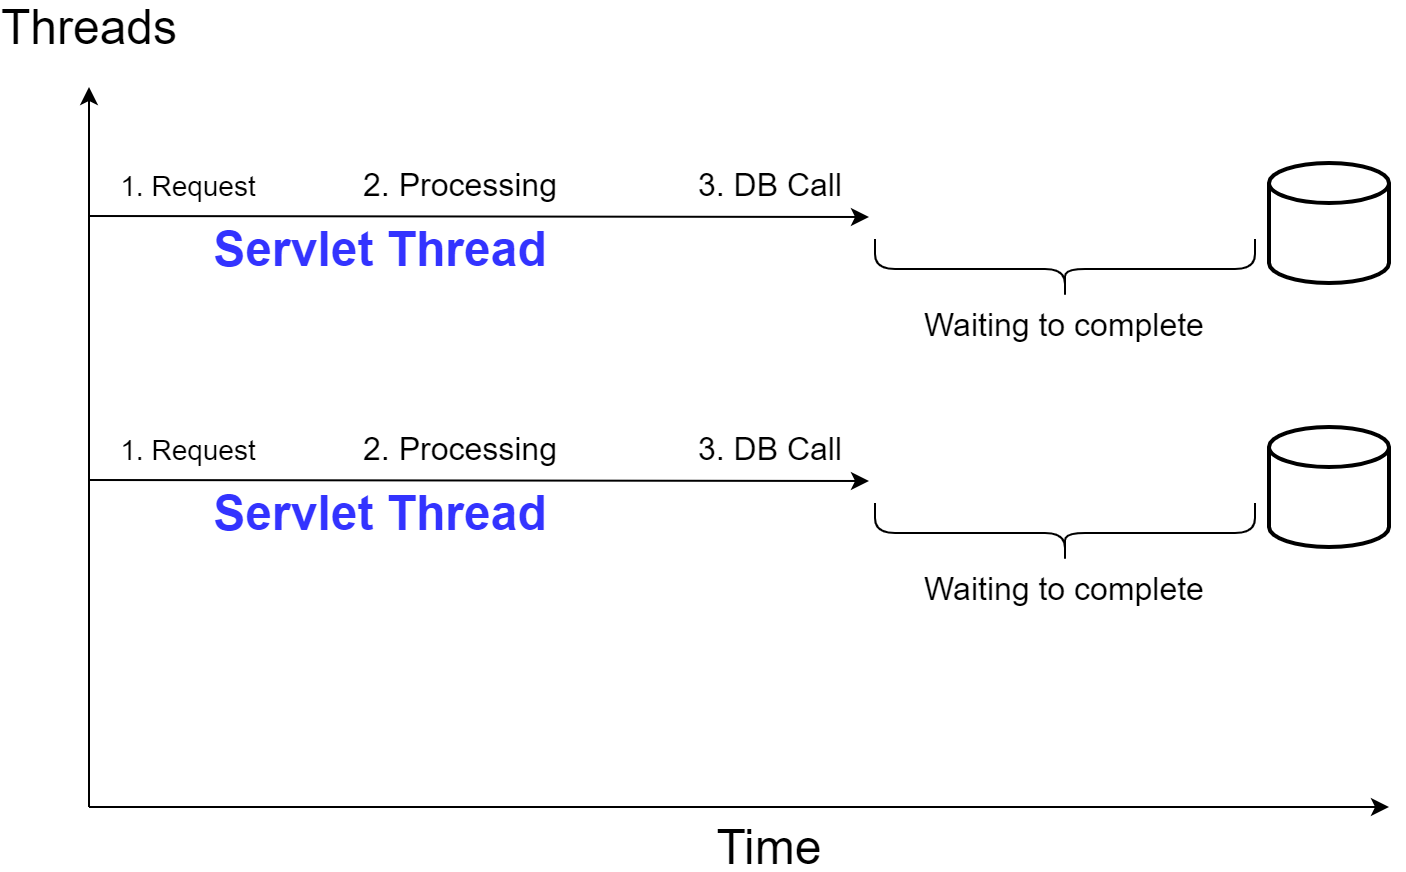 Threads
1. Request
2. Processing
3. DB Call
Servlet Thread
Waiting to complete
1. Request
2. Processing
3. DB Call
Servlet Thread
Waiting to complete
Time